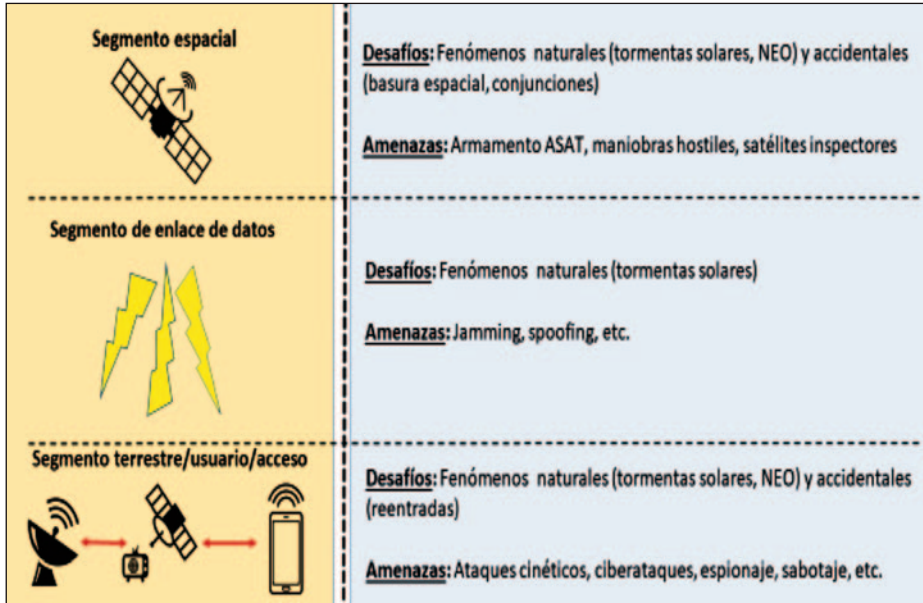 Segmento espacial
Desafíos: Fenómenos naturales (tormentas solares, NEO) y accidentales
(basura espacial, conjunciones)
Amenazas: Armamento ASAT, maniobras hostiles, satélites inspectores
Segmento de enlace de datos
Desafíos: Fenómenos naturales (tormentas solares)
Amenazas: Jamming, spoofing, etc.
Segmento terrestre/usuario/acceso
Desafíos: Fenómenos naturales (tormentas solares, NEO) y accidentales
(reentradas)
Amenazas: Ataques cinéticos, ciberataques, espionaje, sabotaje, etc.